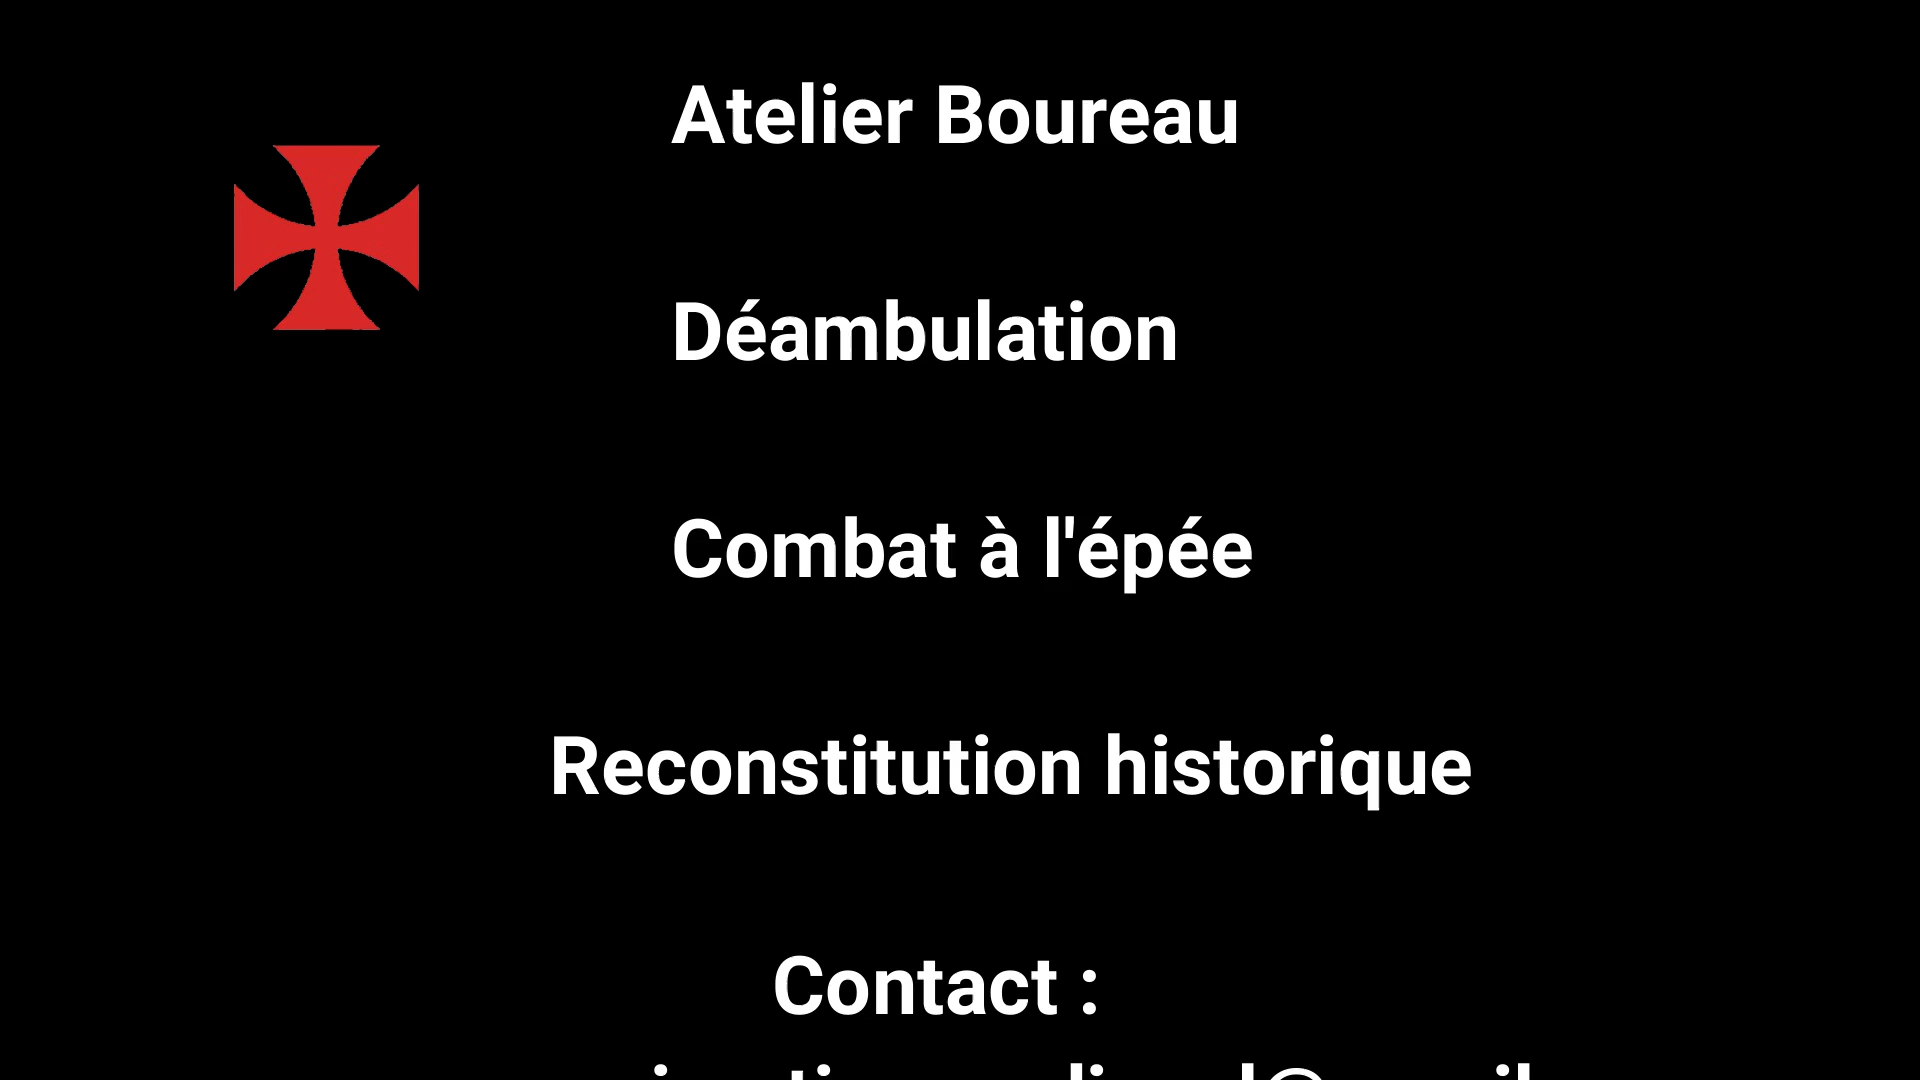 Atelier Boureau
Déambulation
Combat à l'épée
Reconstitution historique
Contact :